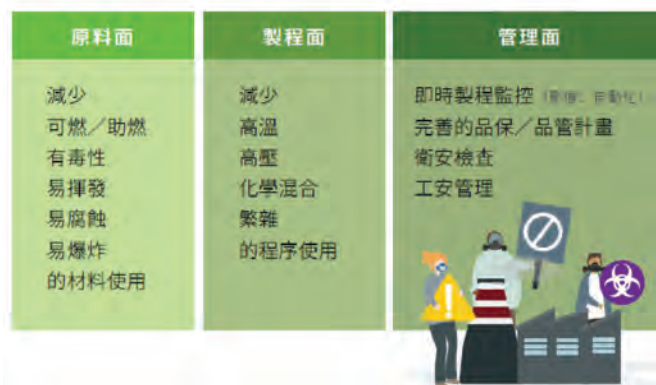 原料面
減少
可燃／助燃
有毒性
易揮發
易腐蝕
易爆炸
的材料使用
製程面
減少
高溫
高壓
化學混合
繁雜
的程序使用
管理面
即時製程監控
完善的品保／品管計畫
衛安檢查
工安管理